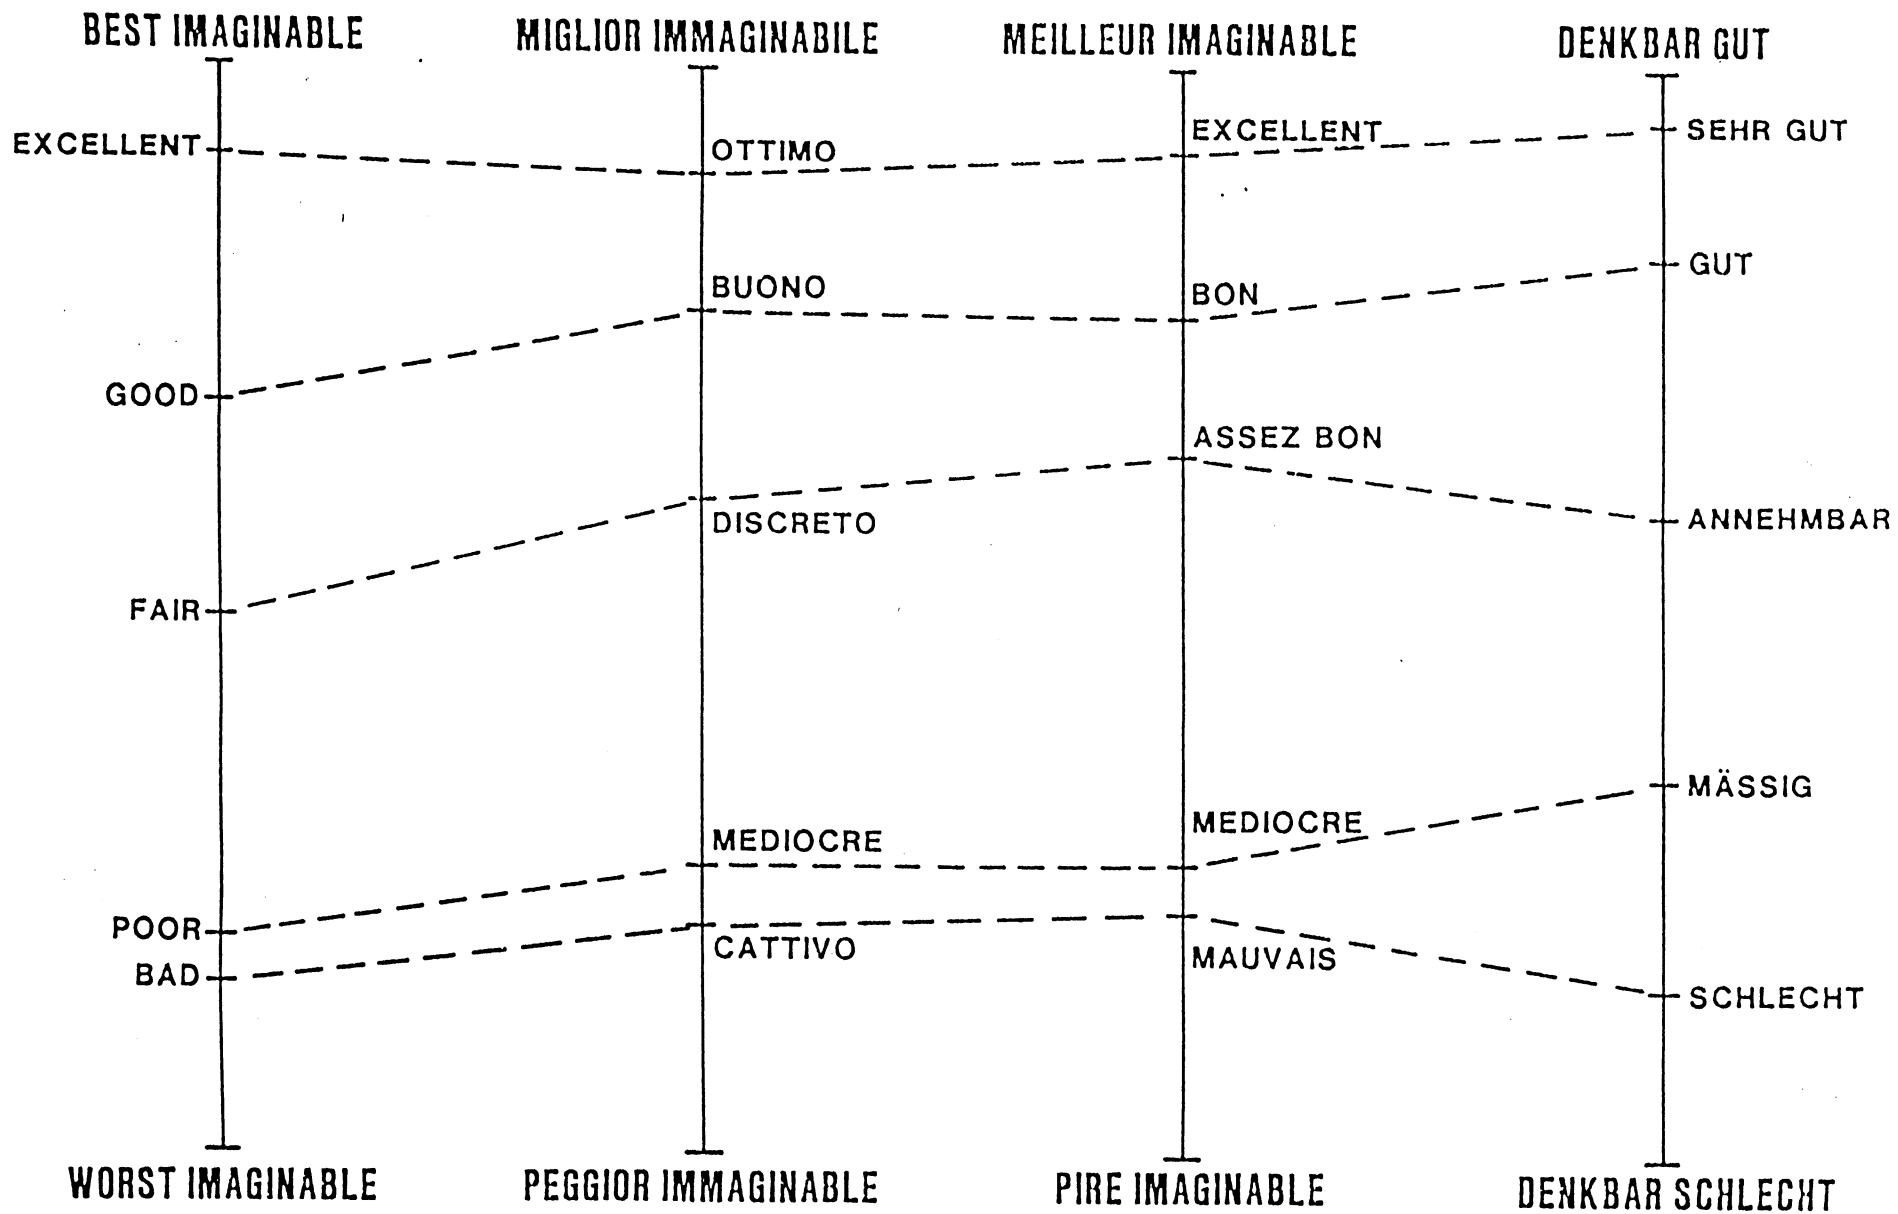 BEST IMAGINABLE
MIGLIOR IMMAGINABILE
MEILLEUR IMAGINABLE
DENKBAR GUT
EXCELLENT
OTTIMO
EXCELLENT
SEHR GUT
BUONO
BON
GUT
GOOD
ASSEZ BON
DISCRETO
ANNEHMBAR
FAIR
MEDIOCRE
MEDIOCRE
MÄSSIG
POOR
CATTIVO
MAUVAIS
BAD
SCHLECHT
WORST IMAGINABLE
PEGGIOR IMMAGINABLE
PIRE IMAGINABLE
DENKBAR SCHLECHT